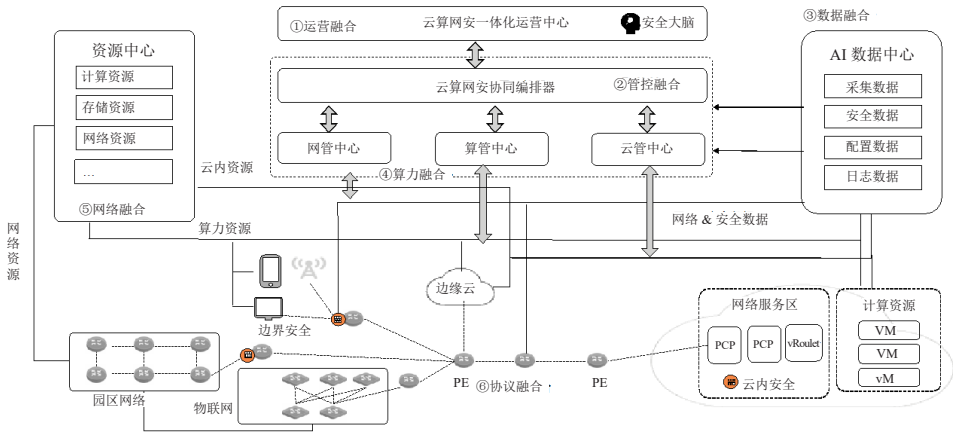 ①运营融合
云算网安一体化运营中心
安全大脑
③数据融合
资源中心
计算资源
存储资源
网络资源
…
⑤网络融合
云算网安协同编排器
②管控融合
网管中心
算管中心
云管中心
④算力融合
AI 数据中心
采集数据
安全数据
配置数据
日志数据
云内资源
算力资源
网络 & 安全数据
网络资源
边界安全
边缘云
网络服务区
PCP
PCP
vRoulet
云内安全
计算资源
VM
VM
vM
园区网络
物联网
PE
⑥协议融合
PE